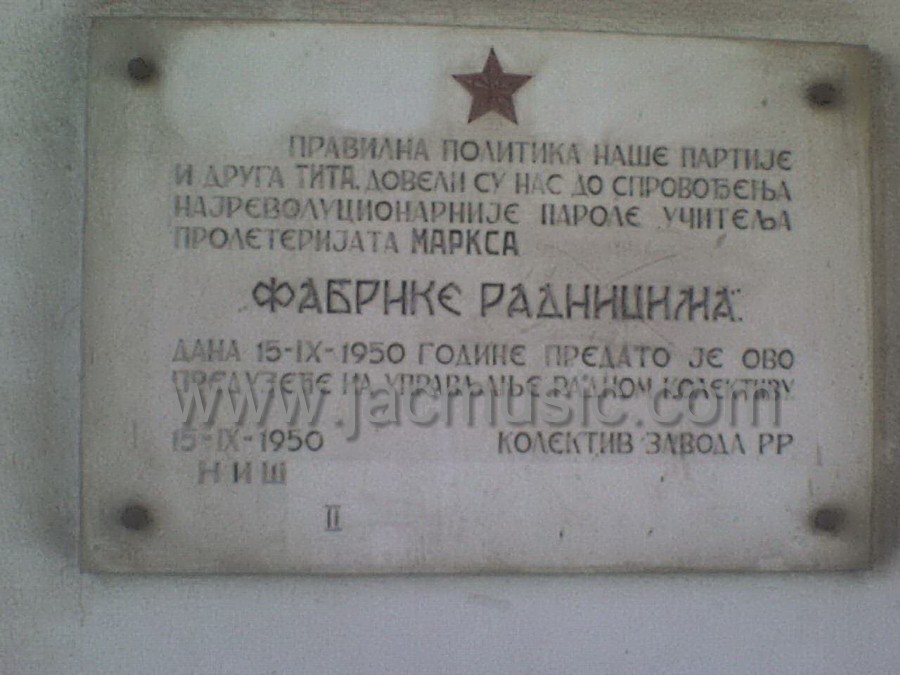 ПРАВИЛНА ПОЛИТИКА НАШЕ ПАРТИЈЕ
И ДРУГА ТИТА, ДОВЕЛИ СУ НАС ДО СПРОВОЂЕЊА
НАЈРЕВОЛУЦИОНАРНИЈЕ ПАРОЛЕ УЧИТЕЉА
ПРОЛЕТЕРИЈАТА МАРКСА
„ФАБРИКЕ РАДНИЦИМА"
ДАНА 15-IX-1950 ГОДИНЕ ПРЕДАТО ЈЕ ОВО
ПРЕДУЗЕЋЕ НА УПРАВЉАЊЕ РАДНОМ КОЛЕКТИВУ
www.jacmusic.com
15-IX-1950 КОЛЕКТИВ ЗАВОДА РР
НИШ
II